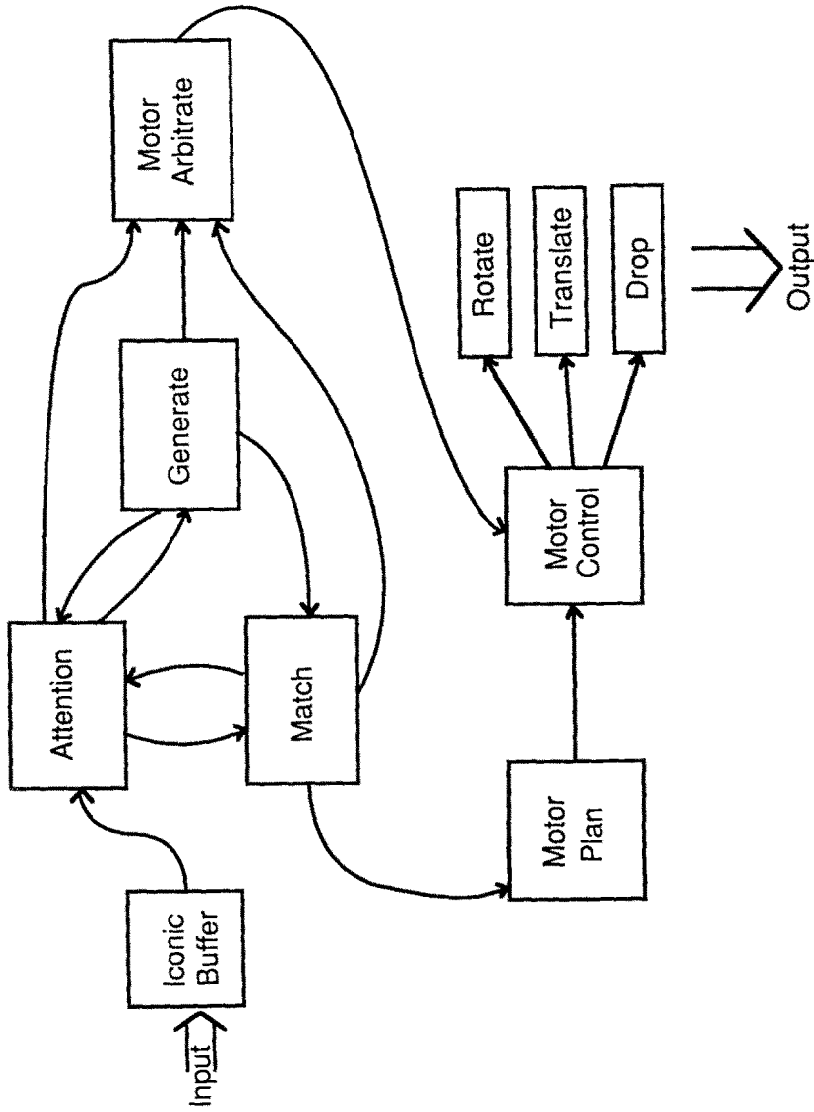 Input
Iconic
Buffer
Attention
Match
Generate
Motor
Arbitrate
Motor
Plan
Motor
Control
Rotate
Translate
Drop
Output